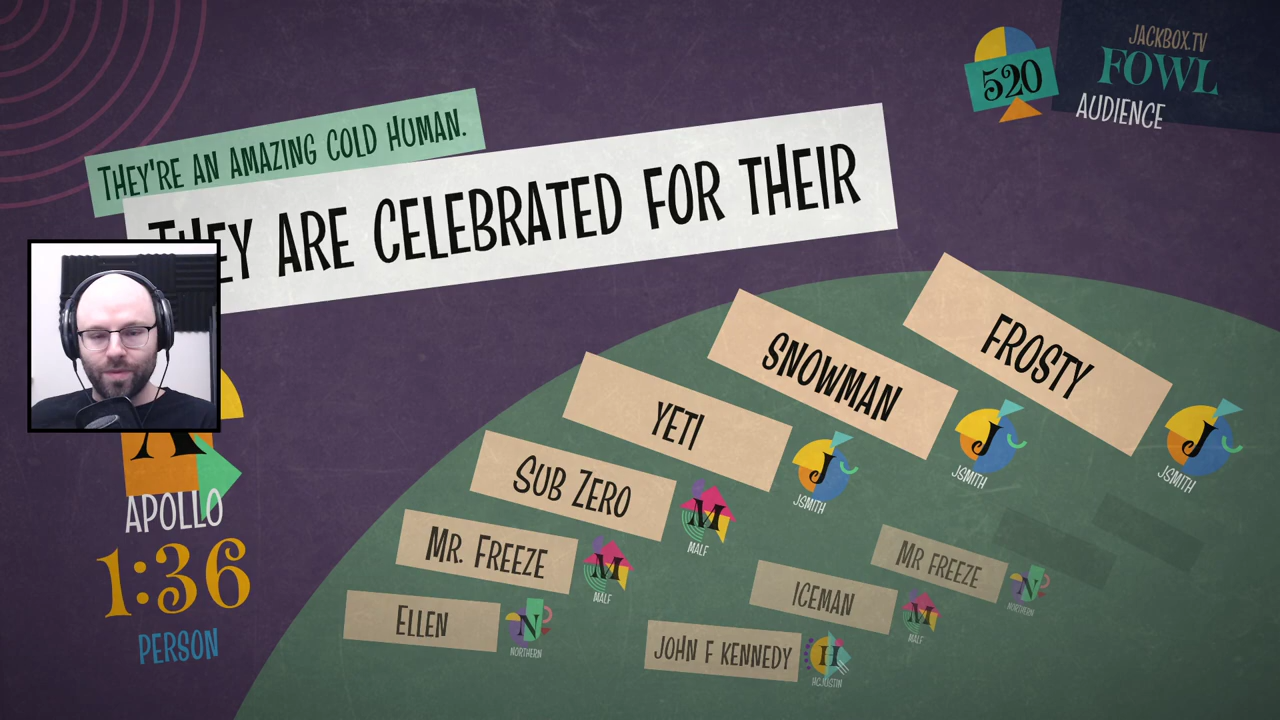 JACKBOX.TV
FOWL
AUDIENCE
520
THEY'RE AN AMAZING COLD HUMAN.
THEY ARE CELEBRATED FOR THEIR
FROSTY
J
JSMITH
SNOWMAN
J
JSMITH
YETI
J
JSMITH
SUB ZERO
M
MALF
MR. FREEZE
M
MALF
ELLEN
N
NORTHERN
MR FREEZE
N
NORTHERN
ICEMAN
M
MALF
JOHN F KENNEDY
H
HCJUSTIN
A
APOLLO
1:36
PERSON